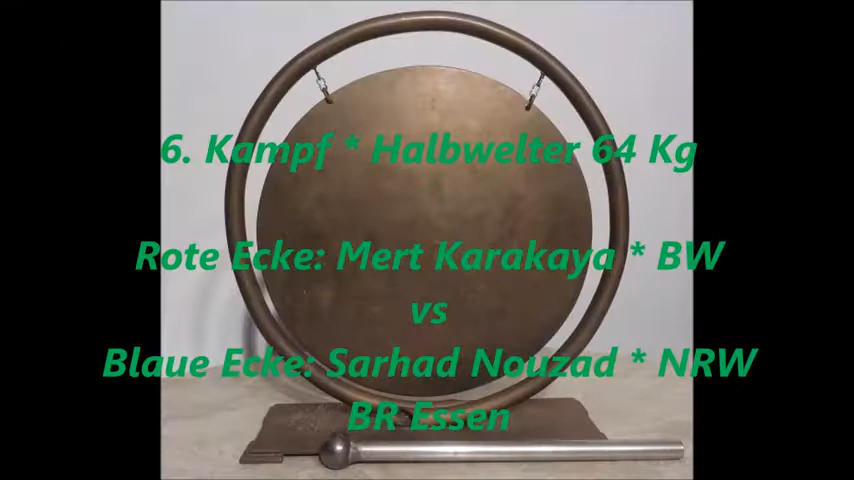 6. Kampf * Halbwelter 64 Kg
Rote Ecke: Mert Karakaya * BW
vs
Blaue Ecke: Sarhad Nouzad * NRW
BR Essen